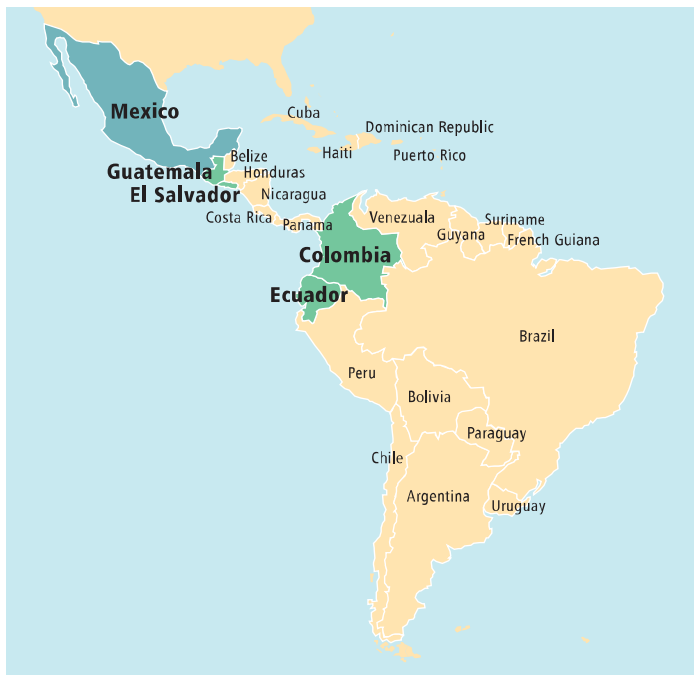 Mexico
Cuba
Dominican Republic
Haiti
Puerto Rico
Belize
Guatemala
Honduras
El Salvador
Nicaragua
Costa Rica
Panama
Venezuala
Suriname
Guyana
French Guiana
Colombia
Ecuador
Brazil
Peru
Bolivia
Paraguay
Chile
Argentina
Uruguay